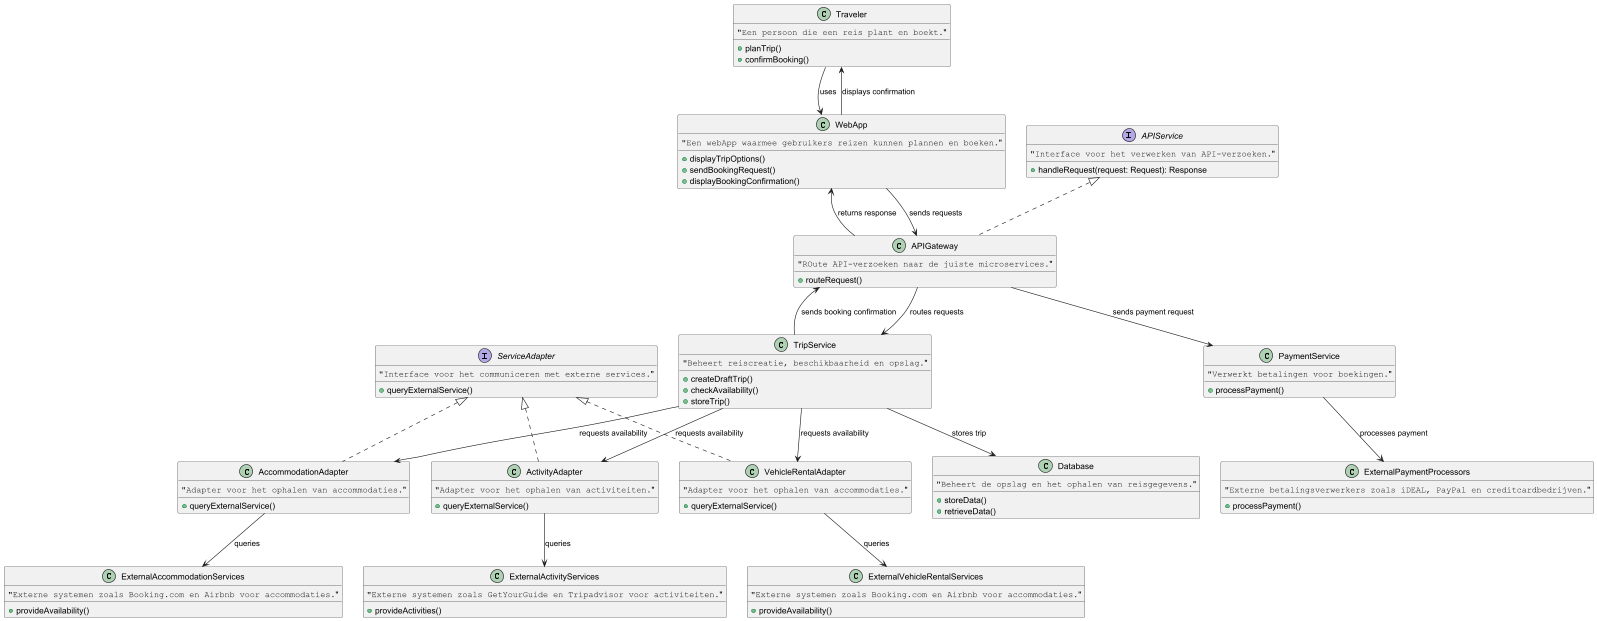 C Traveler
"Een persoon die een reis plant en boekt."
planTrip()
confirmBooking()
uses
displays confirmation
C WebApp
"Een webApp waarmee gebruikers reizen kunnen plannen en boeken."
displayTripOptions()
sendBookingRequest()
displayBookingConfirmation()
I APIService
"Interface voor het verwerken van API-verzoeken."
handleRequest(request: Request): Response
returns response
sends requests
C APIGateway
"ROute API-verzoeken naar de juiste microservices."
routeRequest()
sends booking confirmation
routes requests
sends payment request
I ServiceAdapter
"Interface voor het communiceren met externe services."
queryExternalService()
C TripService
"Beheert reiscreatie, beschikbaarheid en opslag."
createDraftTrip()
checkAvailability()
storeTrip()
C PaymentService
"Verwerkt betalingen voor boekingen."
processPayment()
requests availability
requests availability
requests availability
stores trip
processes payment
C AccommodationAdapter
"Adapter voor het ophalen van accommodaties."
queryExternalService()
C ActivityAdapter
"Adapter voor het ophalen van activiteiten."
queryExternalService()
C VehicleRentalAdapter
"Adapter voor het ophalen van accommodaties."
queryExternalService()
C Database
"Beheert de opslag en het ophalen van reisgegevens."
storeData()
retrieveData()
C ExternalPaymentProcessors
"Externe betalingsverwerkers zoals iDEAL, PayPal en creditcardbedrijven."
processPayment()
queries
queries
queries
C ExternalAccommodationServices
"Externe systemen zoals Booking.com en Airbnb voor accommodaties."
provideAvailability()
C ExternalActivityServices
"Externe systemen zoals GetYourGuide en Tripadvisor voor activiteiten."
provideActivities()
C ExternalVehicleRentalServices
"Externe systemen zoals Booking.com en Airbnb voor accommodaties."
provideAvailability()